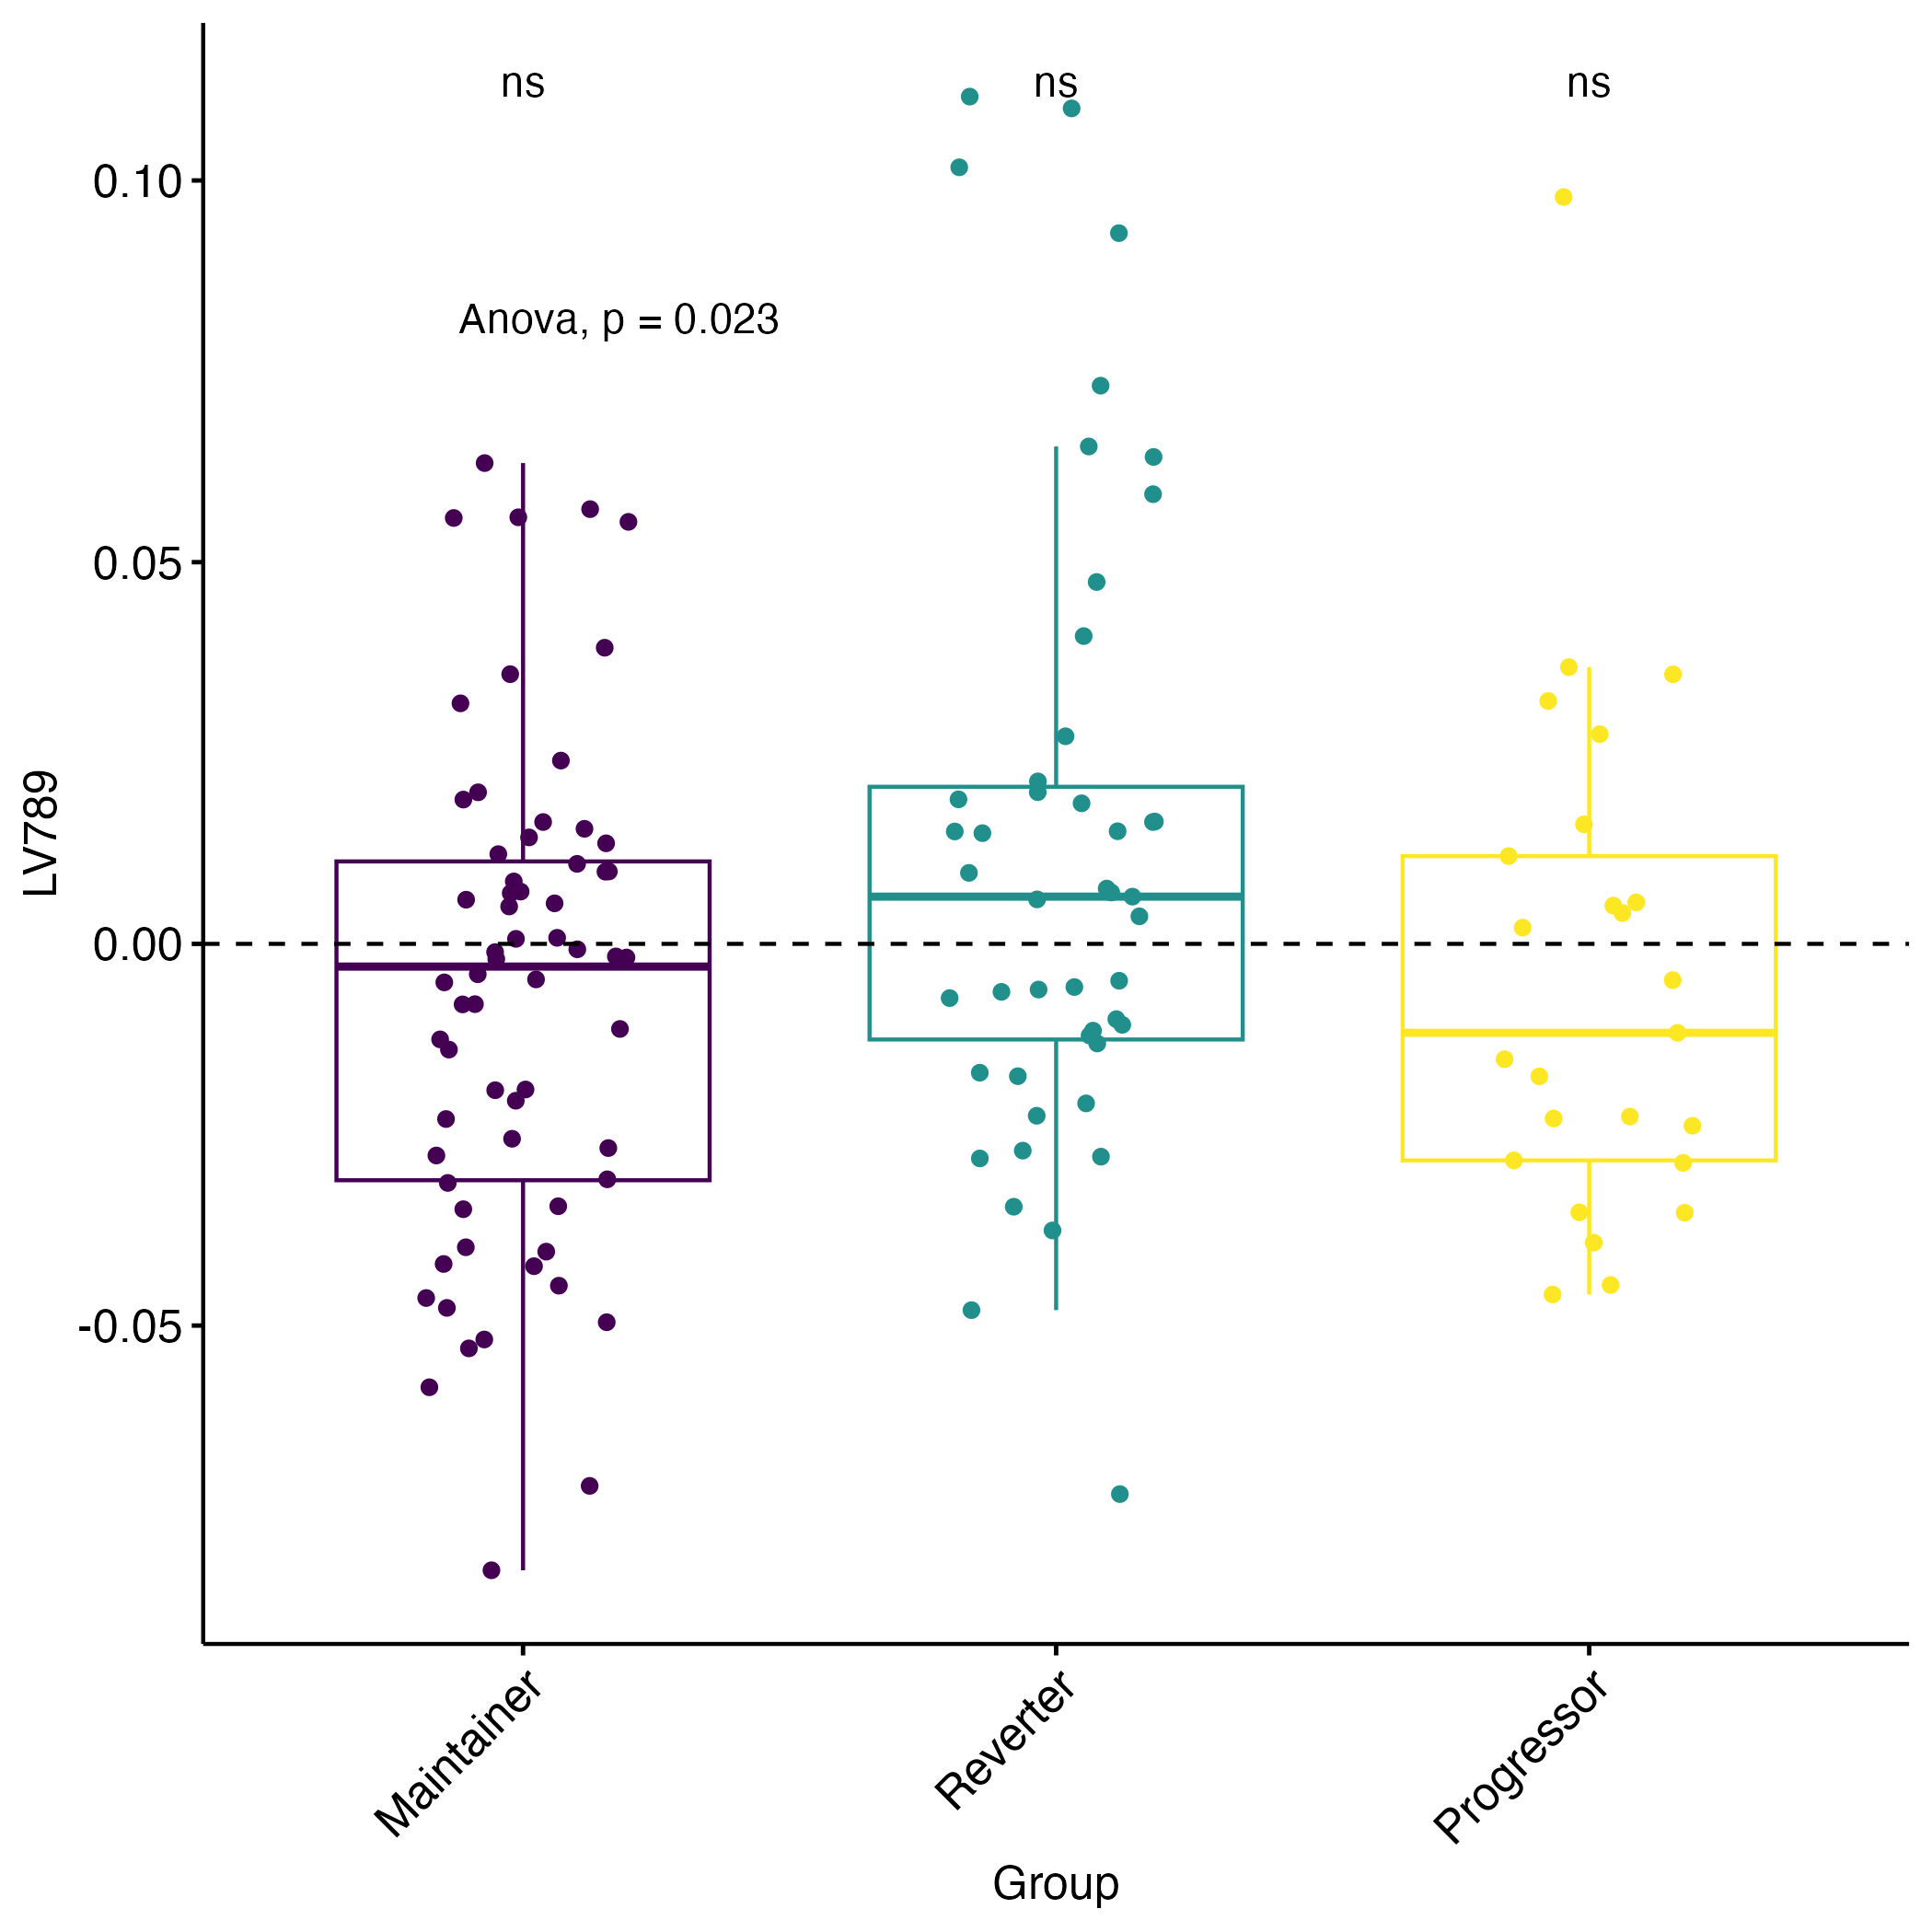 ns ns ns
Anova, p = 0.023
LV789
0.10
0.05
0.00
-0.05
Maintainer
Reverter
Progressor
Group